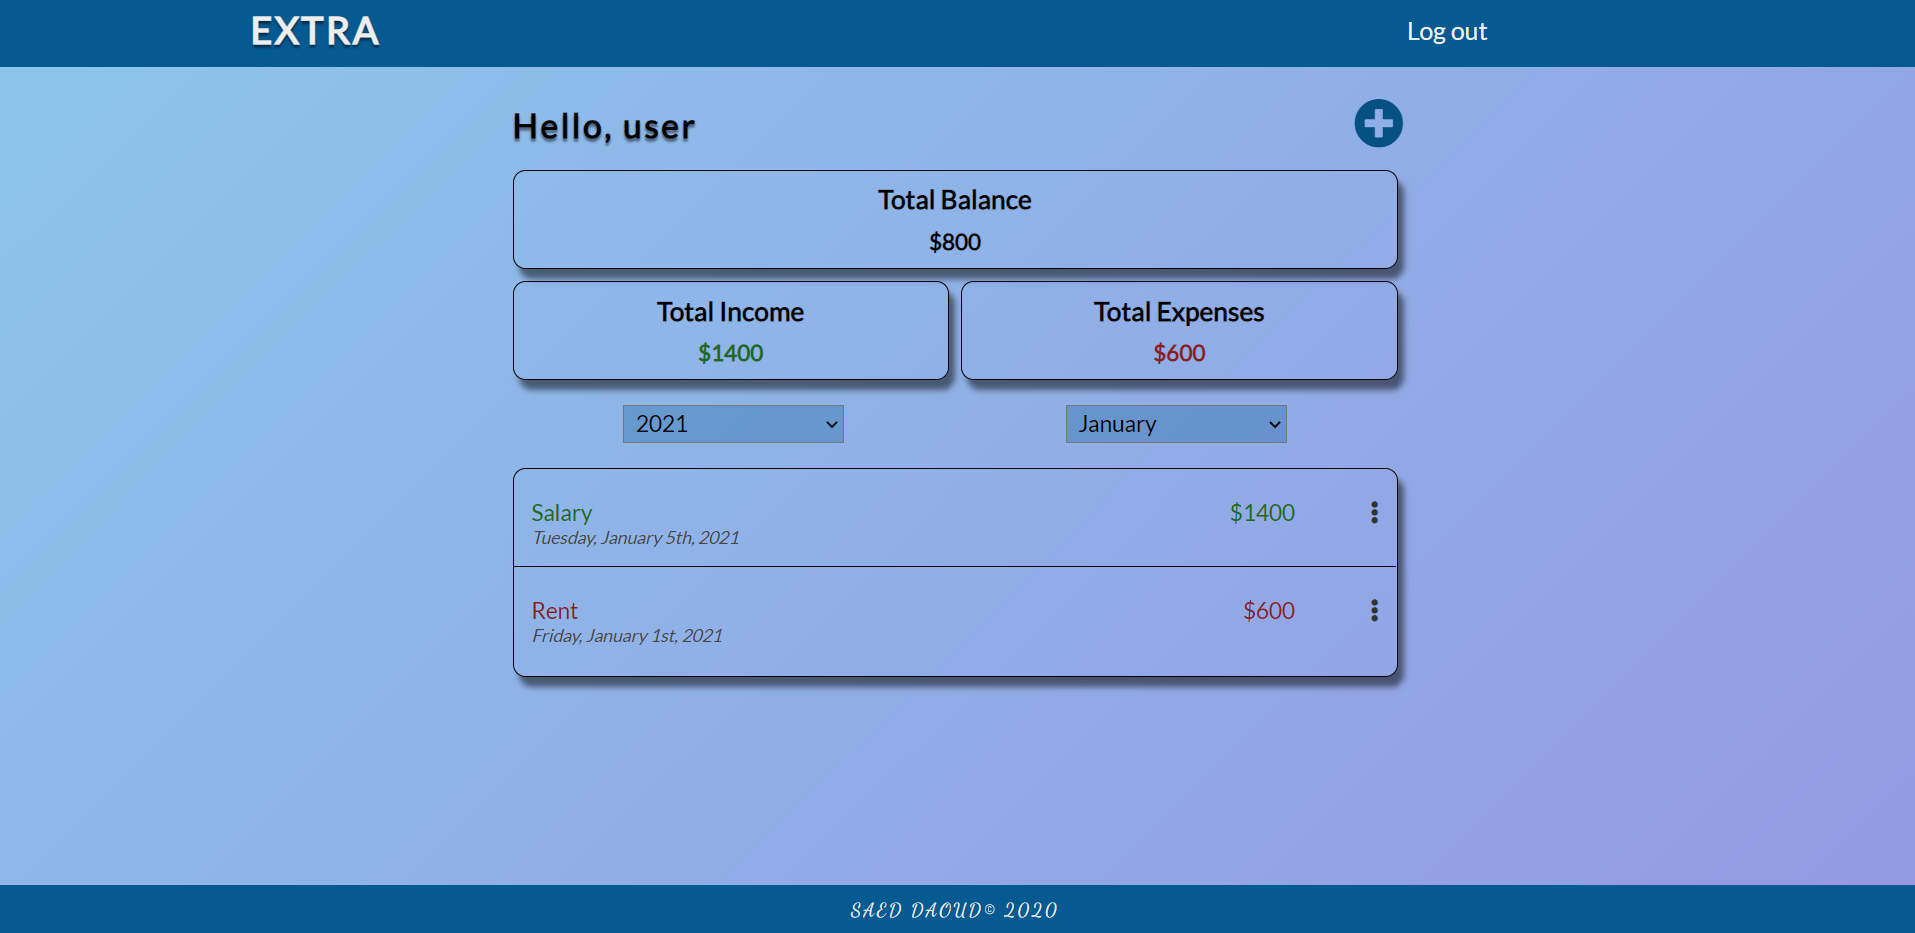 EXTRA
Log out
Hello, user
Total Balance
$800
Total Income
$1400
Total Expenses
$600
2021
January
Salary
$1400
Tuesday, January 5th, 2021
Rent
$600
Friday, January 1st, 2021
SAED DAOUD© 2020